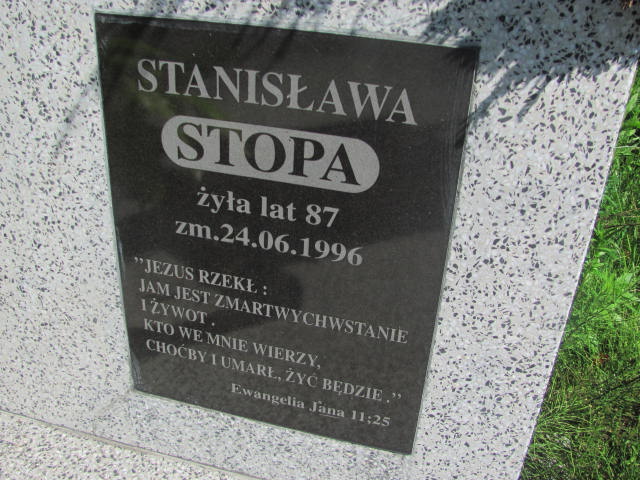 STANISŁAWA
STOPA
żyła lat 87
zm.24.06.1996
"JEZUS RZEKŁ :
JAM JEST ZMARTWYCHWSTANIE
I ŻYWOT .
KTO WE MNIE WIERZY,
CHOĆBY I UMARŁ, ŻYĆ BĘDZIE ."
Ewangelia Jana 11;25